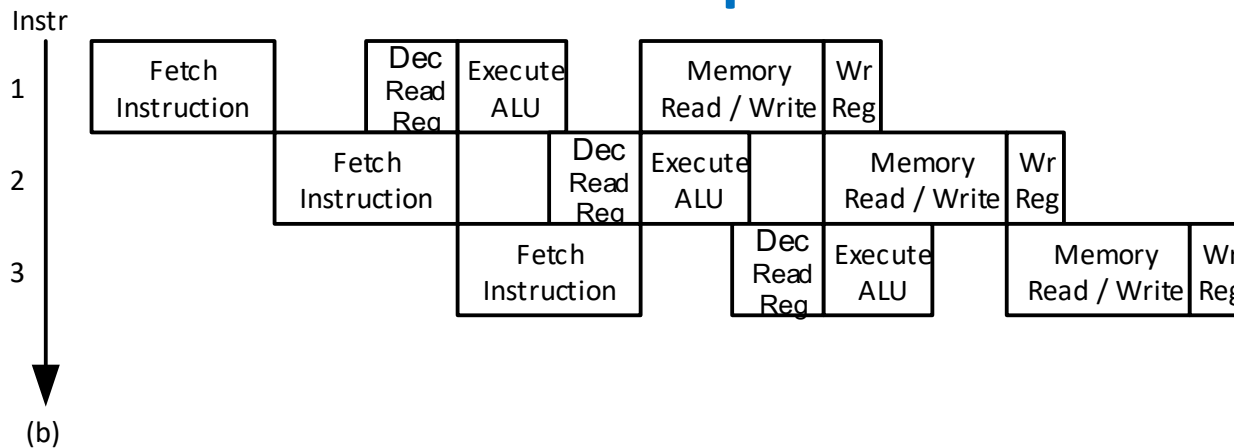 Instr
1
Fetch
Instruction
Dec
Read
Reg
Execute
ALU
Memory
Read / Write
Wr
Reg
2
Fetch
Instruction
Dec
Read
Reg
Execute
ALU
Memory
Read / Write
Wr
Reg
3
Fetch
Instruction
Dec
Read
Reg
Execute
ALU
Memory
Read / Write
Wr
Reg
(b)